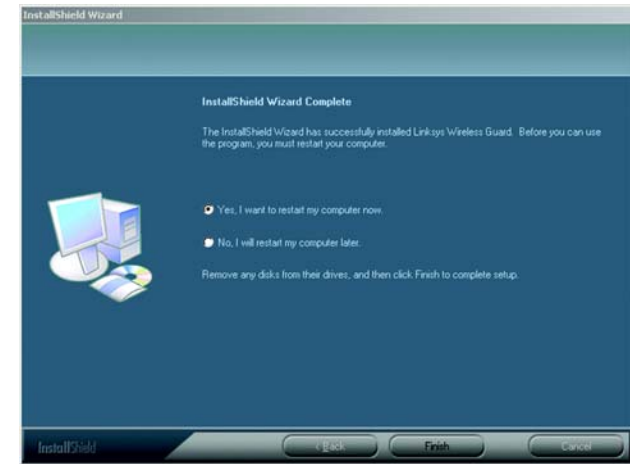 InstallShield Wizard
InstallShield Wizard Complete
The InstallShield Wizard has successfully installed Linksys Wireless Guard. Before you can use
the program, you must restart your computer.
Yes, I want to restart my computer now.
No, I will restart my computer later.
Remove any disks from their drives, and then click Finish to complete setup.
InstallShield
< Back
Finish
Cancel